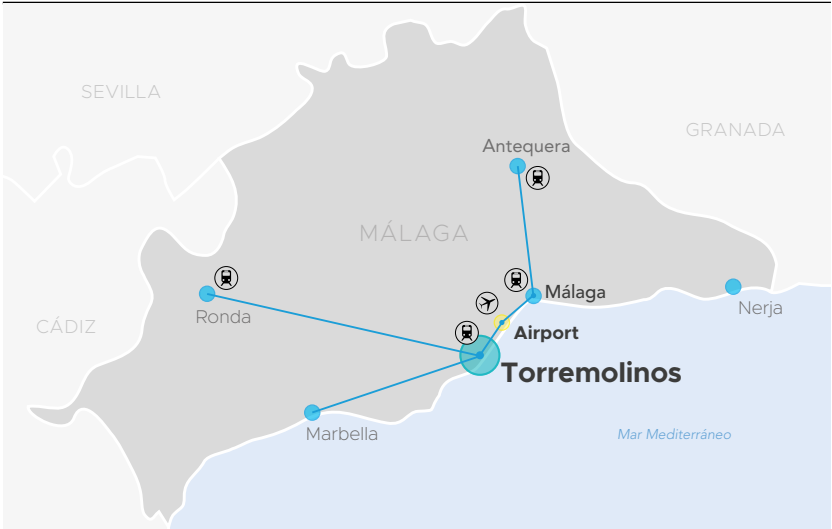 SEVILLA
GRANADA
Antequera
MÁLAGA
Málaga
Nerja
Ronda
CÁDIZ
Airport
Torremolinos
Marbella
Mar Mediterráneo